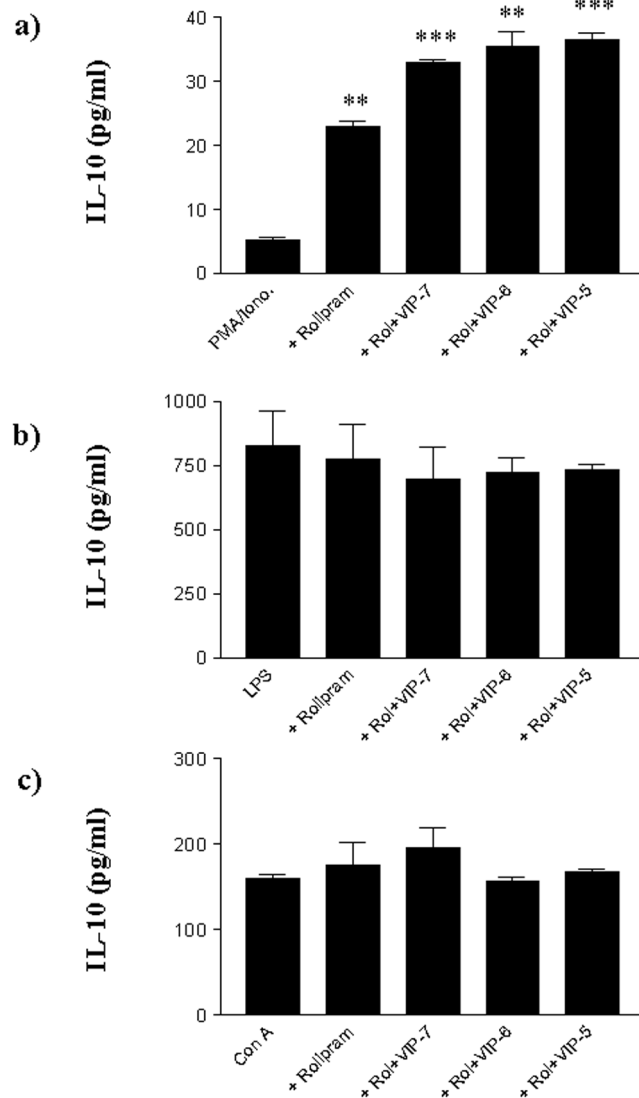 a)
IL-10 (pg/ml)
40
30
20
10
0
**
***
**
***
PMA/Iono.
+ Rolipram
+ Rol+VIP-7
+ Rol+VIP-6
+ Rol+VIP-5
b)
IL-10 (pg/ml)
1000
750
500
250
0
LPS
+ Rolipram
+ Rol+VIP-7
+ Rol+VIP-6
+ Rol+VIP-5
c)
IL-10 (pg/ml)
300
200
100
0
Con A
+ Rolipram
+ Rol+VIP-7
+ Rol+VIP-6
+ Rol+VIP-5